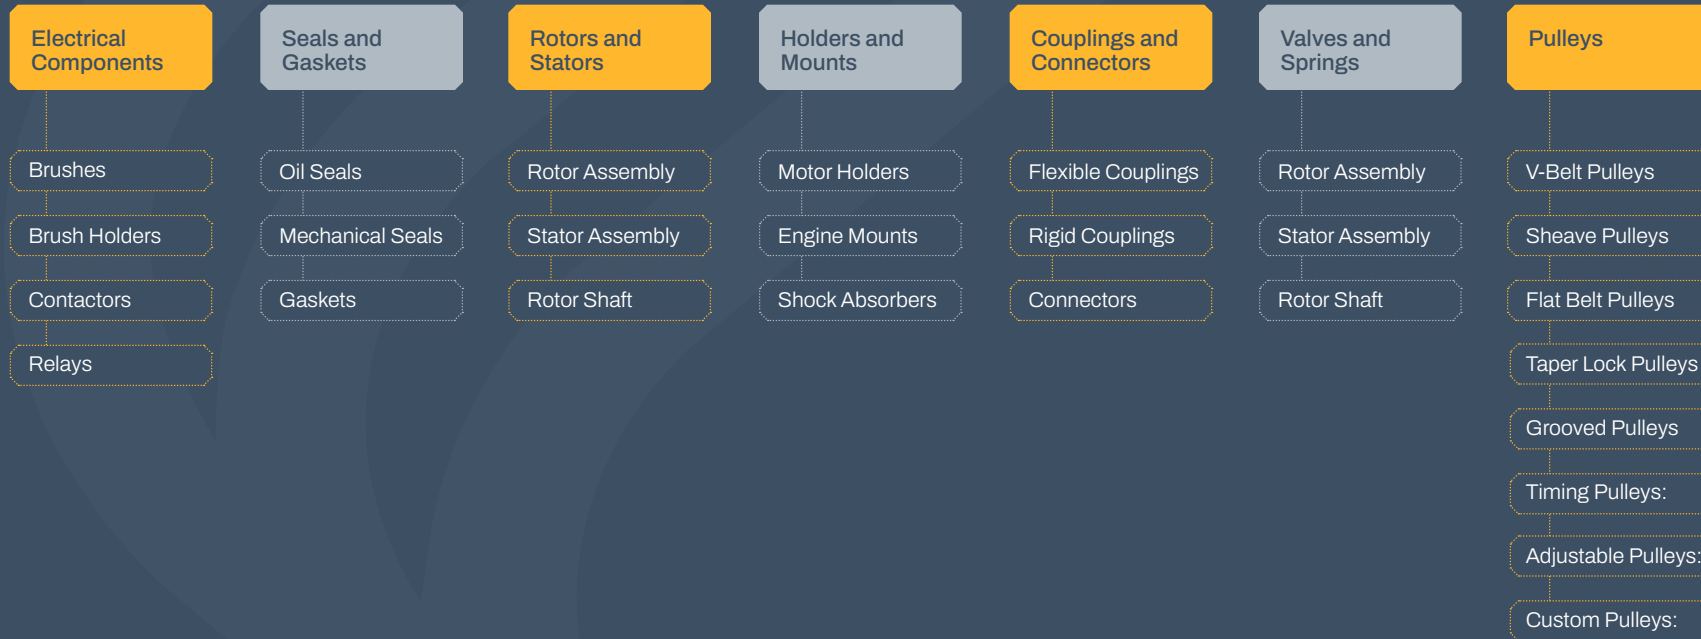 Electrical
Components
Brushes
Brush Holders
Contactors
Relays
Seals and
Gaskets
Oil Seals
Mechanical Seals
Gaskets
Rotors and
Stators
Rotor Assembly
Stator Assembly
Rotor Shaft
Holders and
Mounts
Motor Holders
Engine Mounts
Shock Absorbers
Couplings and
Connectors
Flexible Couplings
Rigid Couplings
Connectors
Valves and
Springs
Rotor Assembly
Stator Assembly
Rotor Shaft
Pulleys
V-Belt Pulleys
Sheave Pulleys
Flat Belt Pulleys
Taper Lock Pulleys
Grooved Pulleys
Timing Pulleys:
Adjustable Pulleys:
Custom Pulleys: